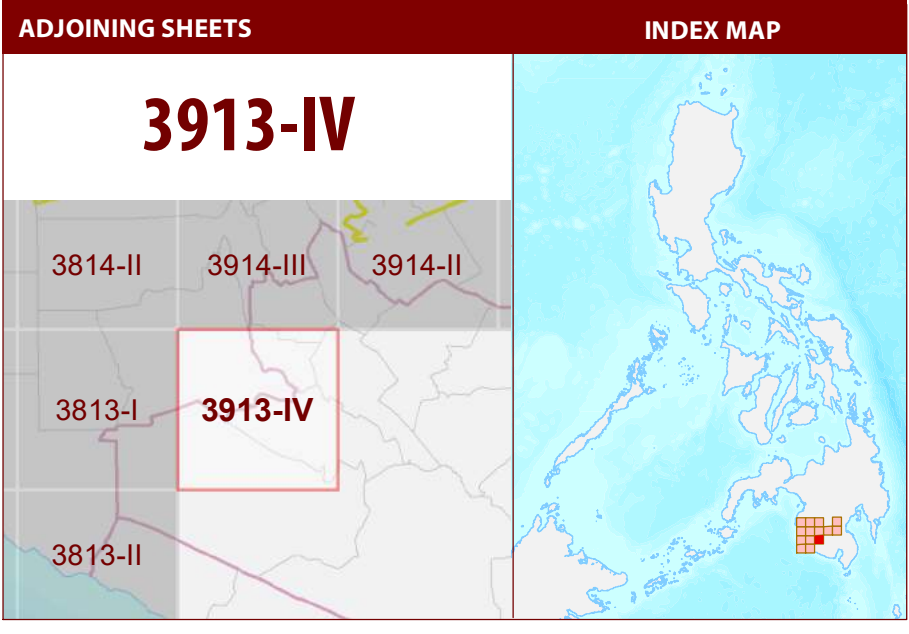 ADJOINING SHEETS
INDEX MAP
3913-IV
3814-II
3914-III
3914-II
3813-I
3913-IV
3813-II